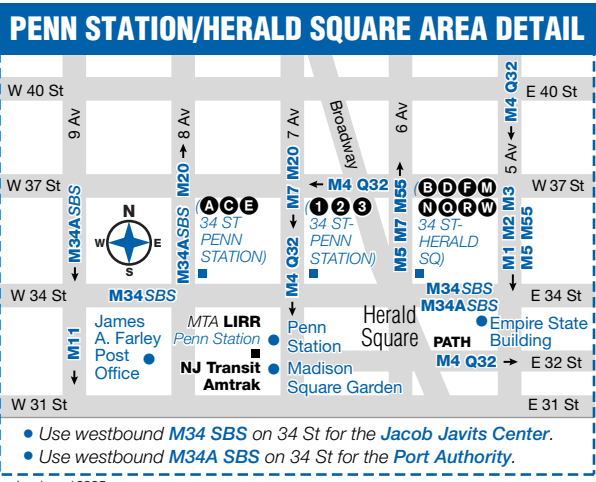 PENN STATION/HERALD SQUARE AREA DETAIL
W 40 St
E 40 St
9 Av
8 Av
7 Av
Broadway
6 Av
M4 Q32
5 Av
W 37 St
W 37 St
M34ASBS
M20
M34ASBS
M7 M20
M4 Q32
M4 Q32
M5 M7 M55
M1 M2 M3
M5 M55
N
W E
S
(A C E
34 ST
PENN
STATION)
(1 2 3
34 ST-
PENN
STATION)
(B D F M
N Q R W
34 ST-
HERALD
SQ)
W 34 St
M34SBS
M34SBS
M34ASBS
E 34 St
M11
James
A. Farley
Post
Office
MTA LIRR
Penn Station
NJ Transit
Amtrak
Penn
Station
Madison
Square Garden
Herald
Square
PATH
Empire State
Building
M4 Q32
E 32 St
W 31 St
E 31 St
• Use westbound M34 SBS on 34 St for the Jacob Javits Center.
• Use westbound M34A SBS on 34 St for the Port Authority.